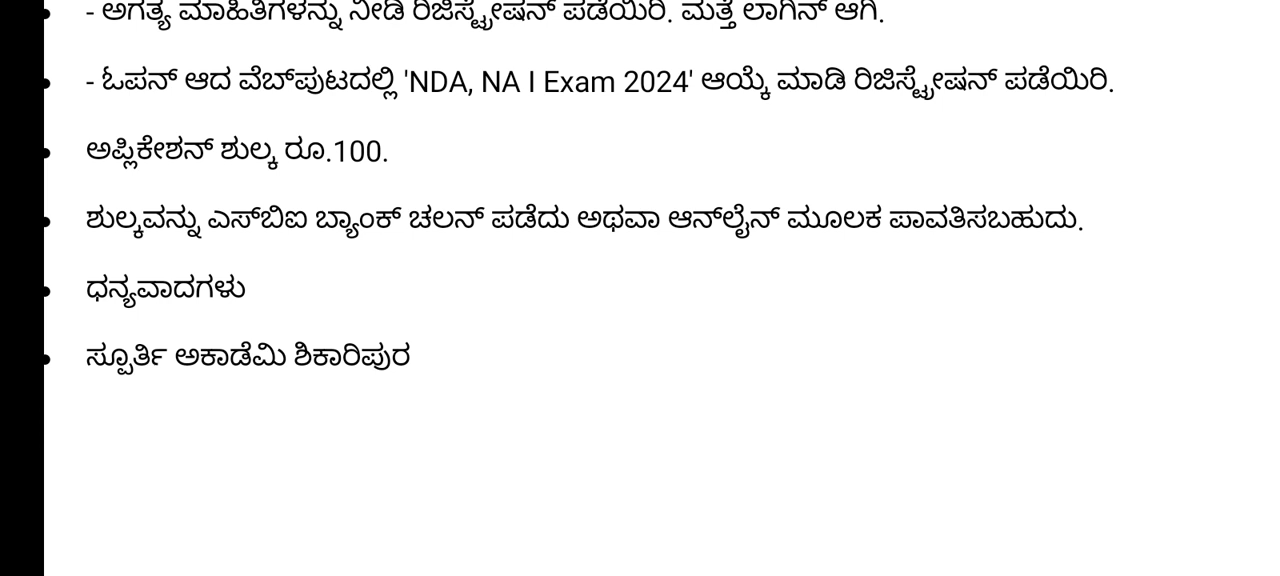 - ಅಗತ್ಯ ಮಾಹಿತಿಗಳನ್ನು ನೀಡಿ ರಿಜಿಸ್ಟ್ರೇಷನ್ ಪಡೆಯಿರಿ. ಮತ್ತೆ ಲಾಗಿನ್ ಆಗಿ.
- ಓಪನ್ ಆದ ವೆಬ್‌ಪುಟದಲ್ಲಿ 'NDA, NA I Exam 2024' ಆಯ್ಕೆ ಮಾಡಿ ರಿಜಿಸ್ಟ್ರೇಷನ್ ಪಡೆಯಿರಿ.
ಅಪ್ಲಿಕೇಶನ್ ಶುಲ್ಕ ರೂ.100.
ಶುಲ್ಕವನ್ನು ಎಸ್‌ಬಿಐ ಬ್ಯಾಂಕ್ ಚಲನ್ ಪಡೆದು ಅಥವಾ ಆನ್‌ಲೈನ್ ಮೂಲಕ ಪಾವತಿಸಬಹುದು.
ಧನ್ಯವಾದಗಳು
ಸ್ಪೂರ್ತಿ ಅಕಾಡೆಮಿ ಶಿಕಾರಿಪುರ